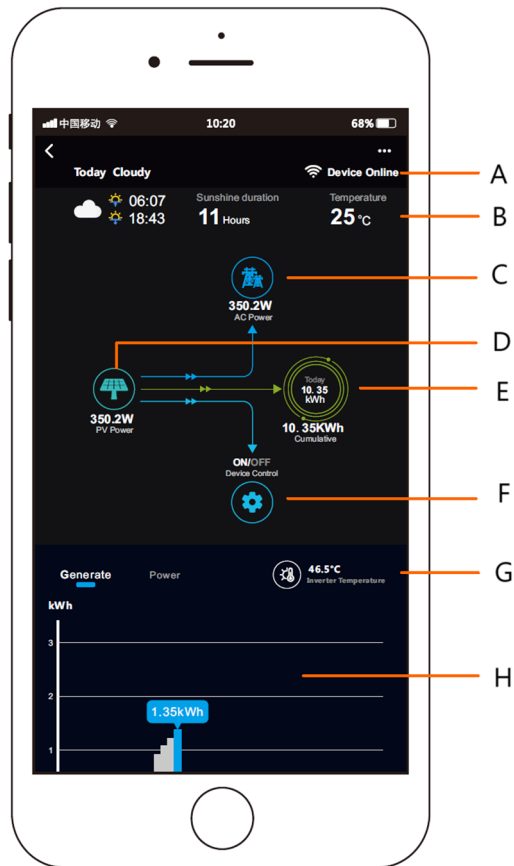 中国移动 10:20 68%
Today Cloudy Device Online
A
06:07 Sunshine duration Temperature
18:43 11 Hours 25 °C
B
C
350.2W
AC Power
D
Today
10. 35
kWh
E
350.2W
PV Power
10. 35KWh
Cumulative
ON/OFF
Device Control
F
Generate Power 46.5°C
Inverter Temperature
G
kWh
3
H
2
1.35kWh
1